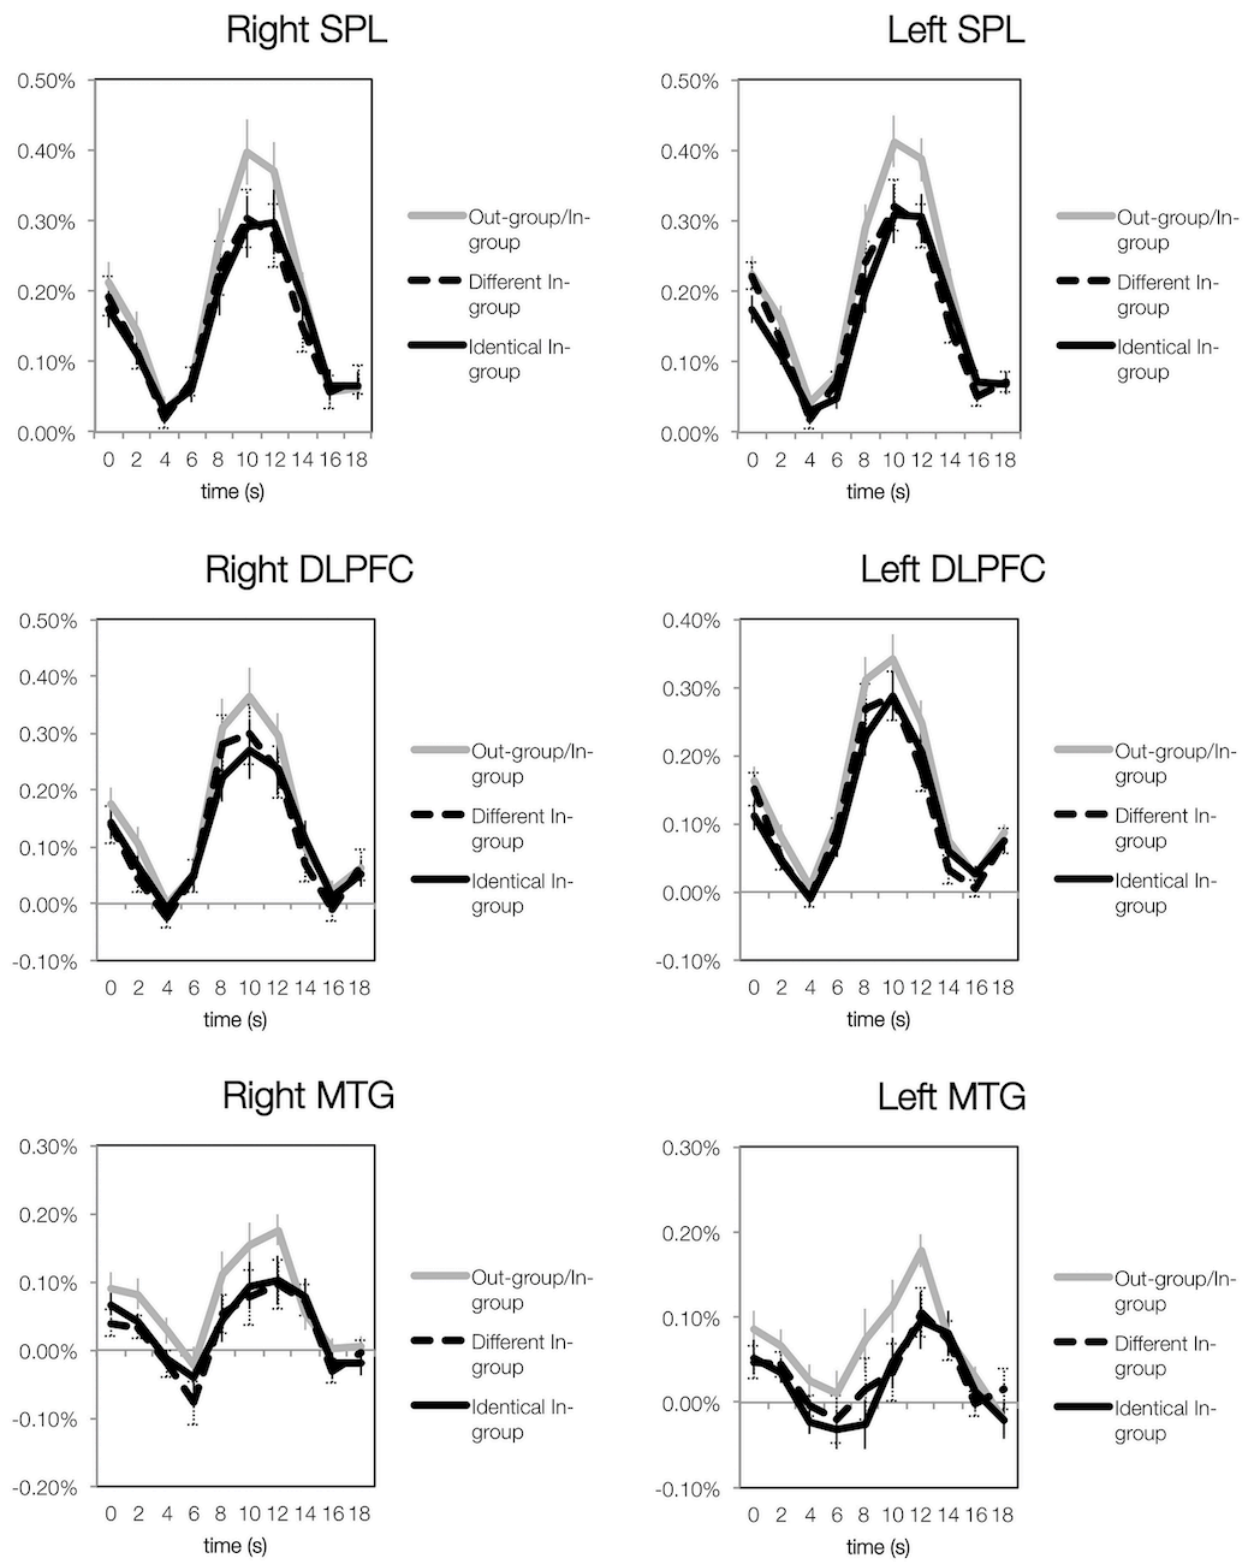 Right SPL
0.50%
0.40%
0.30%
0.20%
0.10%
0.00%
0 2 4 6 8 10 12 14 16 18
time (s)
Out-group/In-
group
Different In-
group
Identical In-
group
Left SPL
0.50%
0.40%
0.30%
0.20%
0.10%
0.00%
0 2 4 6 8 10 12 14 16 18
time (s)
Out-group/In-
group
Different In-
group
Identical In-
group
Right DLPFC
0.50%
0.40%
0.30%
0.20%
0.10%
0.00%
-0.10%
0 2 4 6 8 10 12 14 16 18
time (s)
Out-group/In-
group
Different In-
group
Identical In-
group
Left DLPFC
0.40%
0.30%
0.20%
0.10%
0.00%
-0.10%
0 2 4 6 8 10 12 14 16 18
time (s)
Out-group/In-
group
Different In-
group
Identical In-
group
Right MTG
0.30%
0.20%
0.10%
0.00%
-0.10%
-0.20%
0 2 4 6 8 10 12 14 16 18
time (s)
Out-group/In-
group
Different In-
group
Identical In-
group
Left MTG
0.30%
0.20%
0.10%
0.00%
-0.10%
0 2 4 6 8 10 12 14 16 18
time (s)
Out-group/In-
group
Different In-
group
Identical In-
group